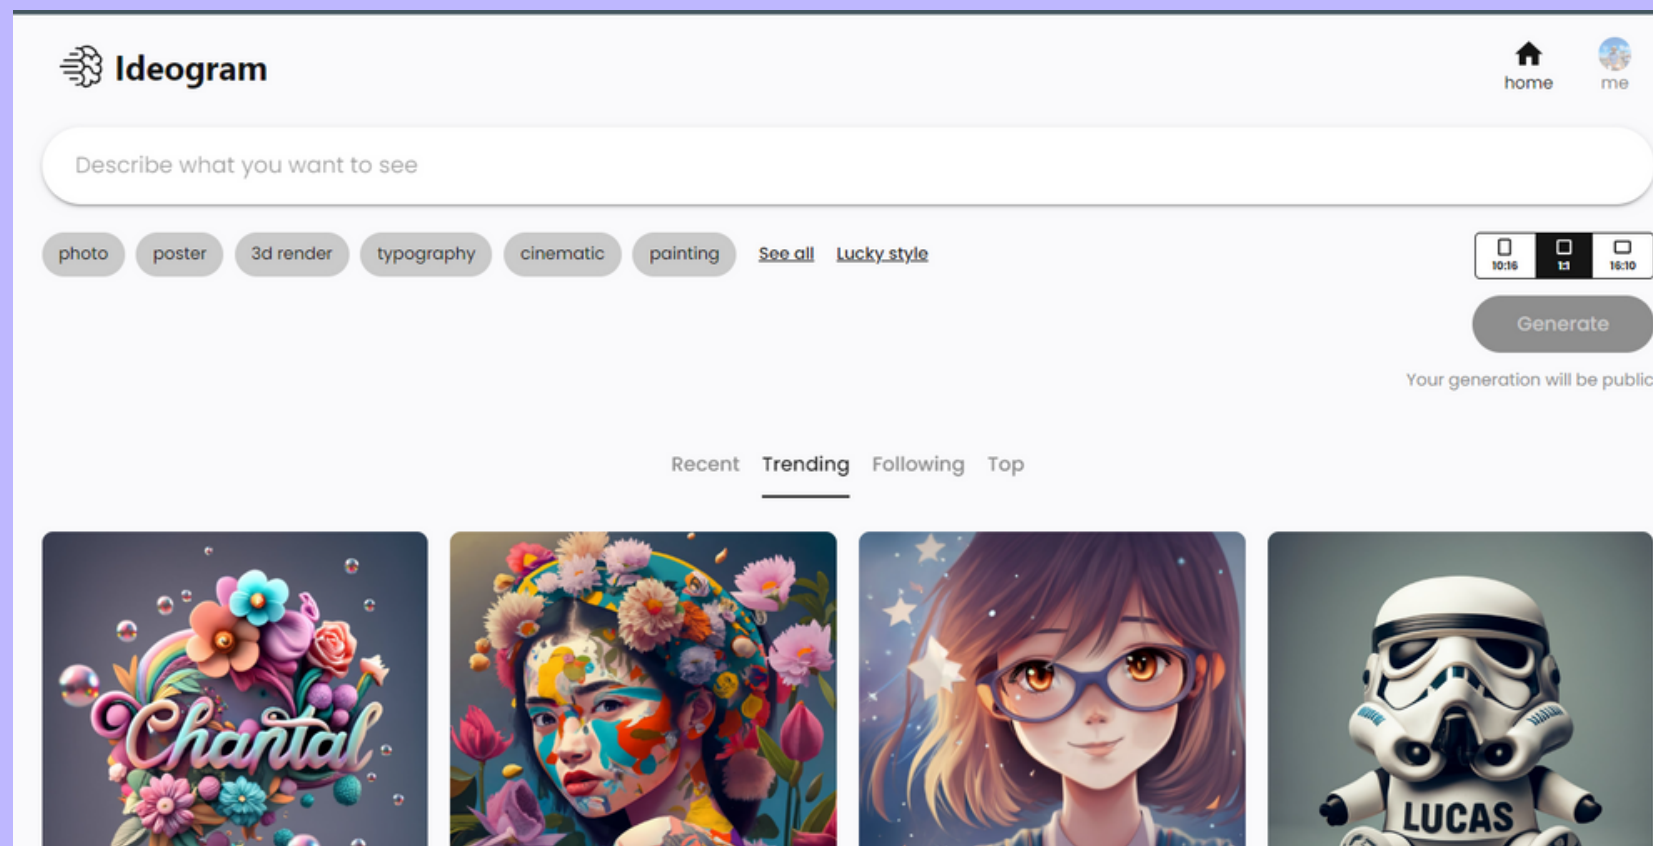 Ideogram
home
me
Describe what you want to see
photo poster 3d render typography cinematic painting See all Lucky style
10:16 1:1 16:10
Generate
Your generation will be public
Recent Trending Following Top
Chantal
LUCAS